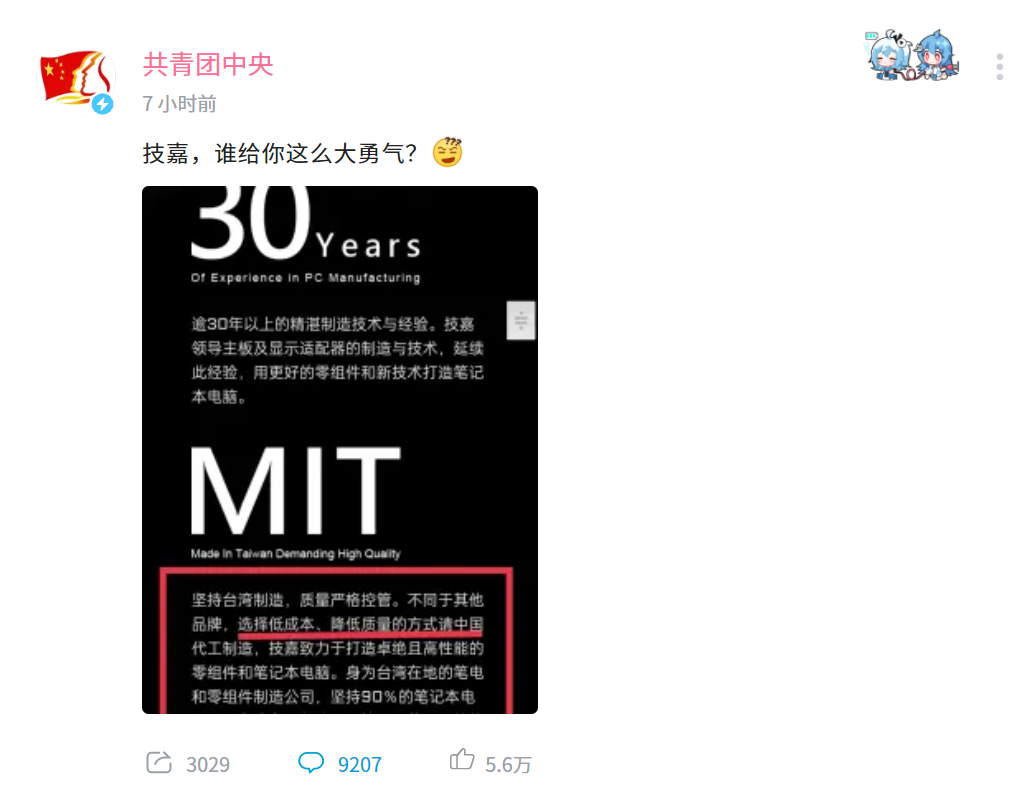 共青团中央
7 小时前
技嘉，谁给你这么大勇气？
30 Years
Of Experience in PC Manufacturing
逾30年以上的精湛制造技术与经验。技嘉
领导主板及显示适配器的制造与技术，延续
此经验，用更好的零组件和新技术打造笔记
本电脑。
MIT
Made In Taiwan Demanding High Quality
坚持台湾制造，质量严格控管。不同于其他
品牌，选择低成本、降低质量的方式请中国
代工制造，技嘉致力于打造卓绝且高性能的
零组件和笔记本电脑。身为台湾在地的笔电
和零组件制造公司，坚持90%的笔记本电
3029
9207
5.6万